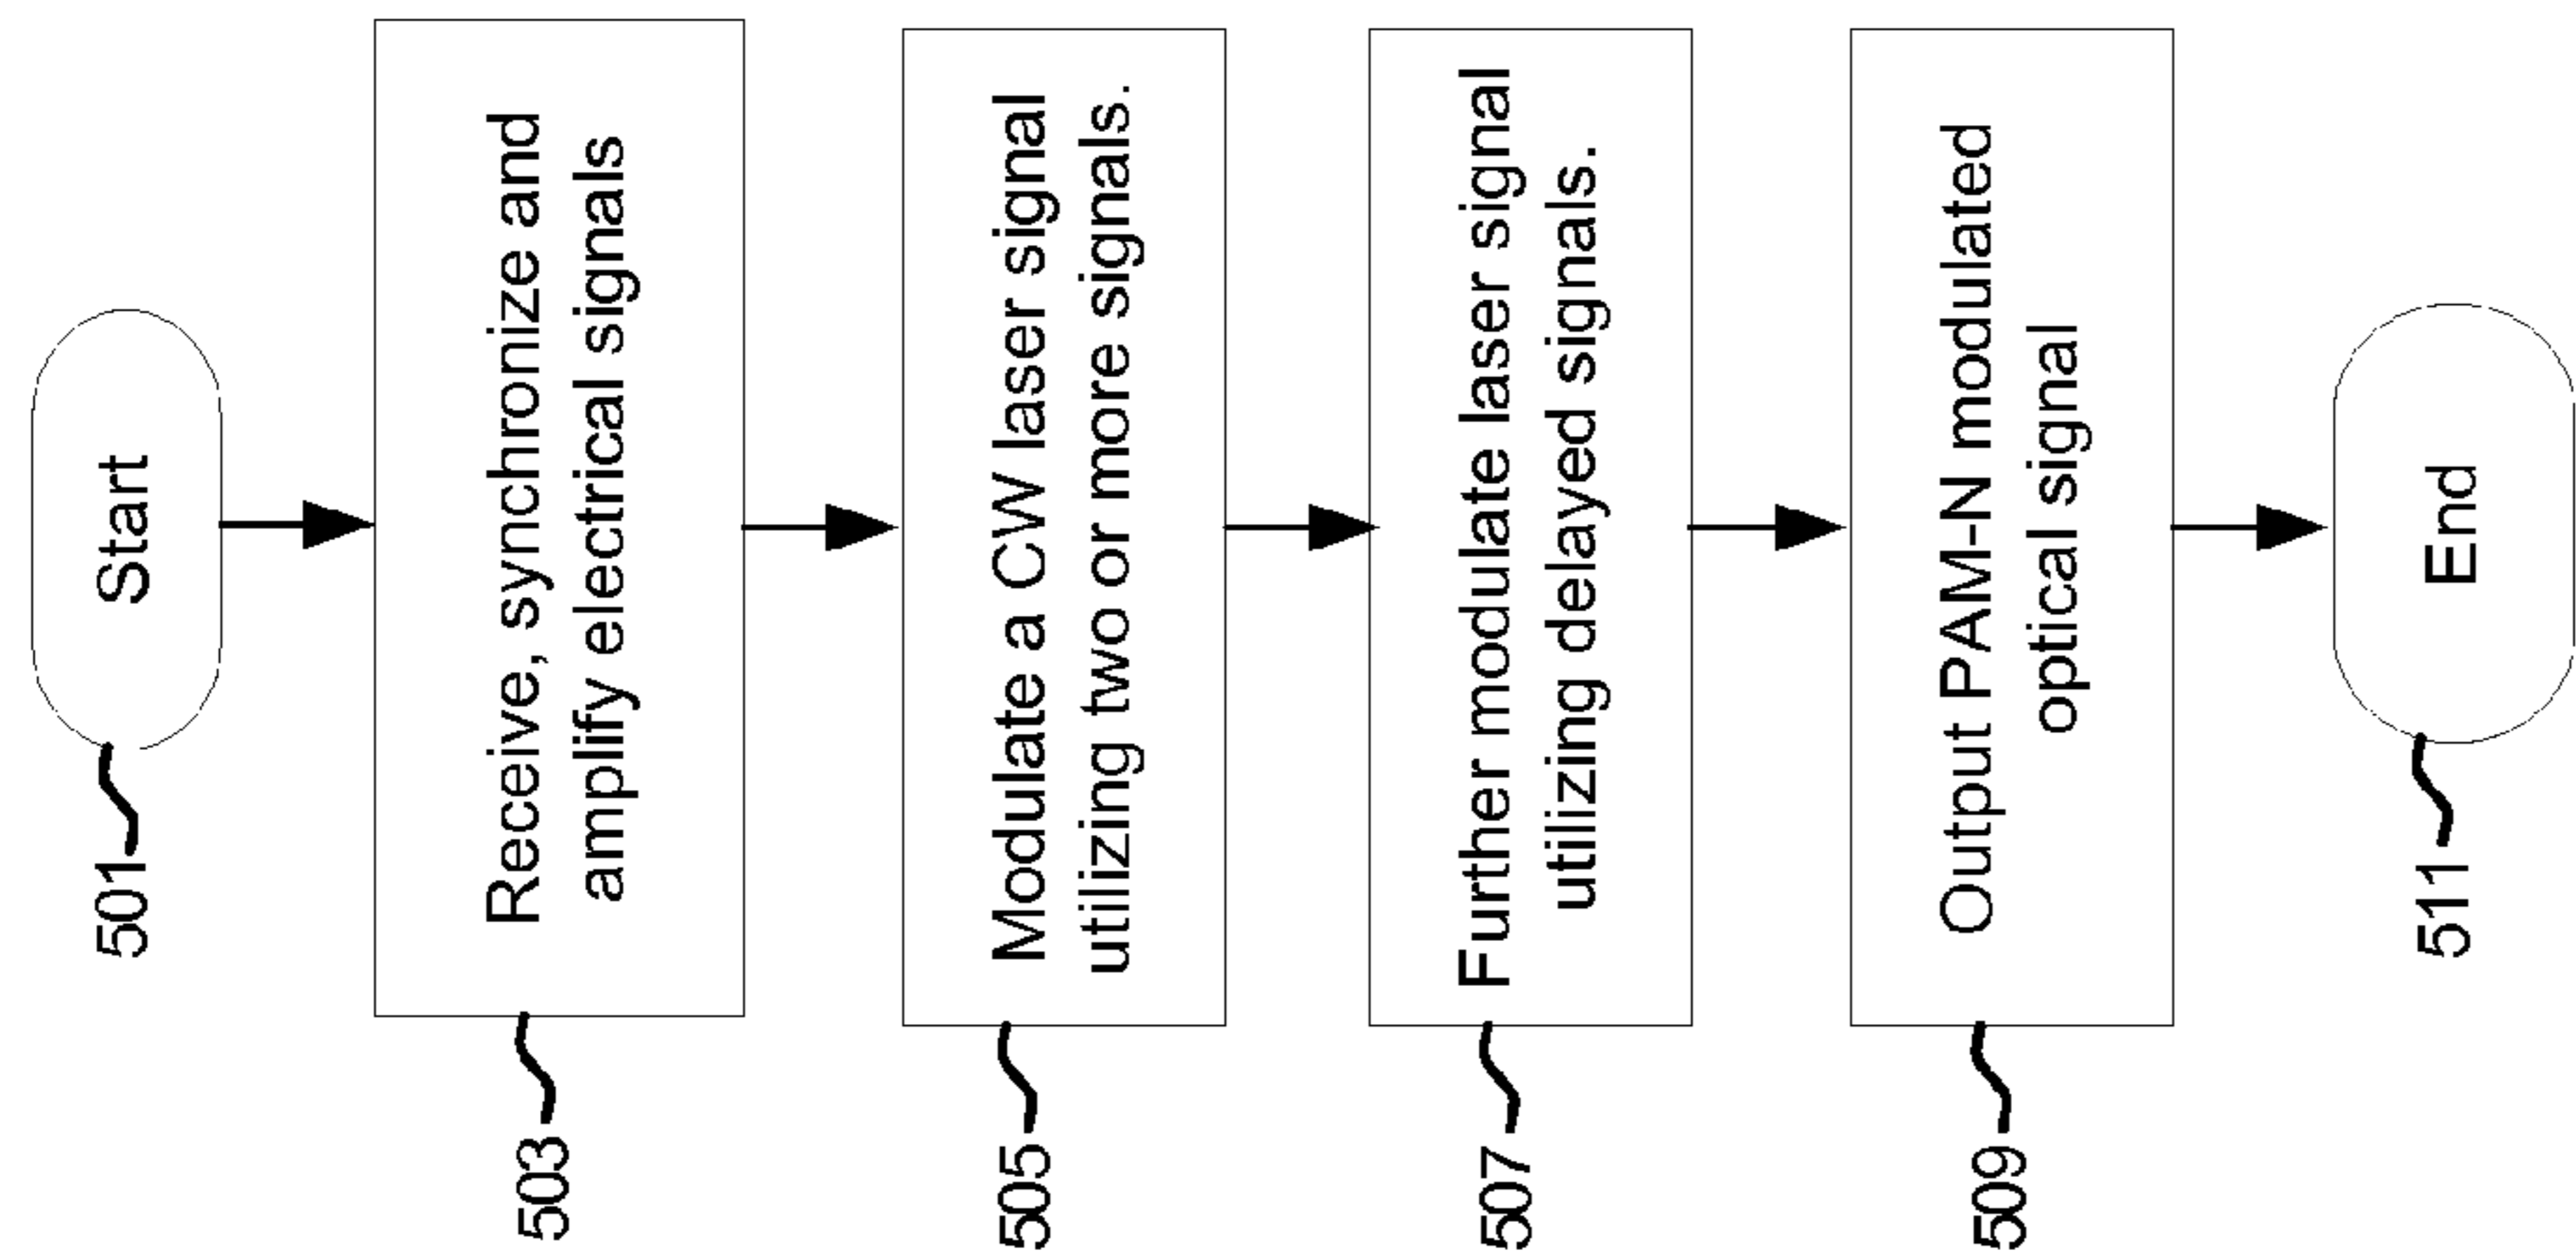 501
Start
503
Receive, synchronize and
amplify electrical signals
505
Modulate a CW laser signal
utilizing two or more signals.
507
Further modulate laser signal
utilizing delayed signals.
509
Output PAM-N modulated
optical signal
511
End